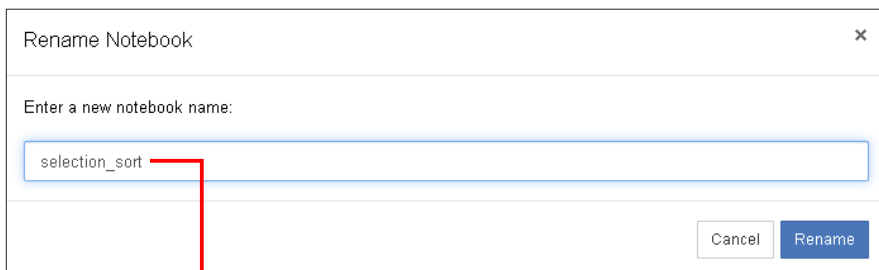 Rename Notebook ×
Enter a new notebook name:
selection_sort
Cancel Rename